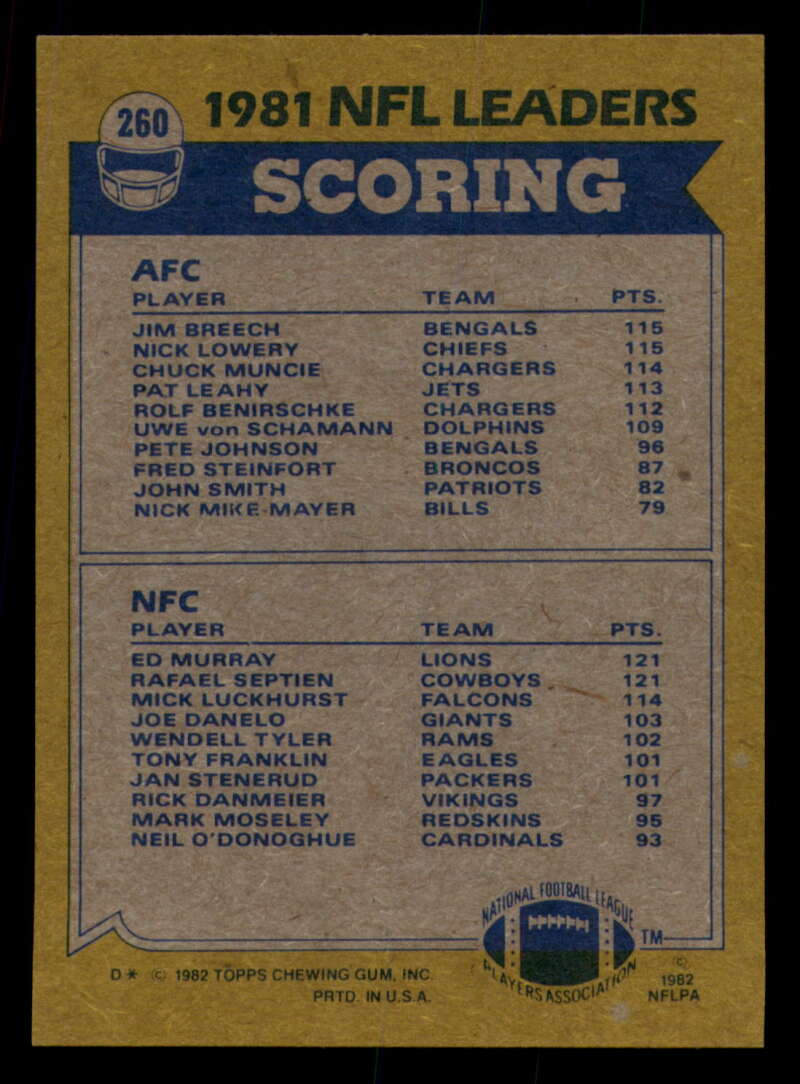 260
1981 NFL LEADERS
SCORING
AFC
PLAYER TEAM PTS.
JIM BREECH BENGALS 115
NICK LOWERY CHIEFS 115
CHUCK MUNCIE CHARGERS 114
PAT LEAHY JETS 113
ROLF BENIRSCHKE CHARGERS 112
UWE von SCHAMANN DOLPHINS 109
PETE JOHNSON BENGALS 96
FRED STEINFORT BRONCOS 87
JOHN SMITH PATRIOTS 82
NICK MIKE-MAYER BILLS 79
NFC
PLAYER TEAM PTS.
ED MURRAY LIONS 121
RAFAEL SEPTIEN COWBOYS 121
MICK LUCKHURST FALCONS 114
JOE DANELO GIANTS 103
WENDELL TYLER RAMS 102
TONY FRANKLIN EAGLES 101
JAN STENERUD PACKERS 101
RICK DANMEIER VIKINGS 97
MARK MOSELEY REDSKINS 95
NEIL O'DONOGHUE CARDINALS 93
NATIONAL FOOTBALL LEAGUE
PLAYERS ASSOCIATION
TM
D* © 1982 TOPPS CHEWING GUM, INC.
PRTD. IN U.S.A.
©
1982
NFLPA